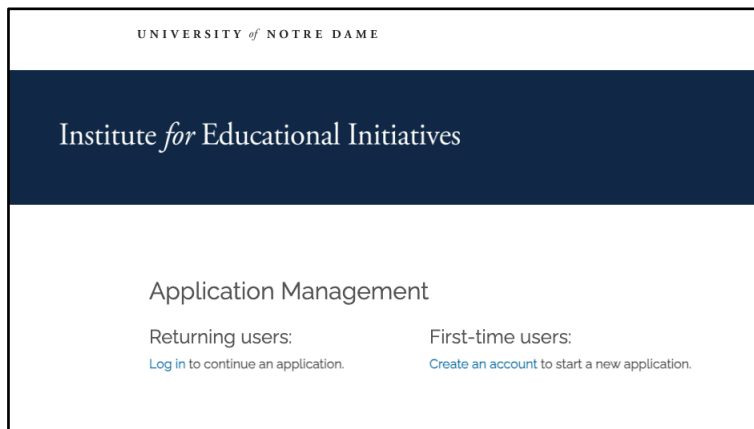 UNIVERSITY of NOTRE DAME
Institute for Educational Initiatives
Application Management
Returning users:
Log in to continue an application.
First-time users:
Create an account to start a new application.